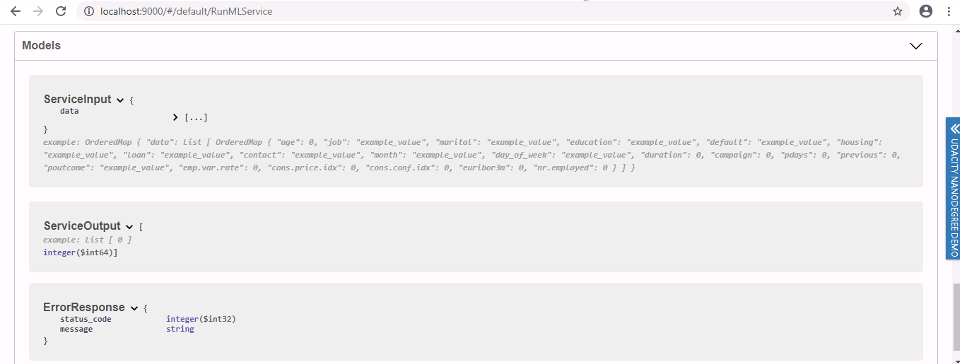 localhost:9000/#/default/RunMLService
Models
ServiceInput {
data
[...]
}
example: OrderedMap { "data": List [ OrderedMap { "age": 0, "job": "example_value", "marital": "example_value", "education": "example_value", "default": "example_value", "housing":
"example_value", "loan": "example_value", "contact": "example_value", "month": "example_value", "day_of_week": "example_value", "duration": 0, "campaign": 0, "pdays": 0, "previous": 0,
"poutcome": "example_value", "emp.var.rate": 0, "cons.price.idx": 0, "cons.conf.idx": 0, "euribor3m": 0, "nr.employed": 0 } ] }
ServiceOutput [
example: List [ 0 ]
integer($int64)]
ErrorResponse {
status_code integer($int32)
message string
}
UDACITY NANODEGREE DEMO